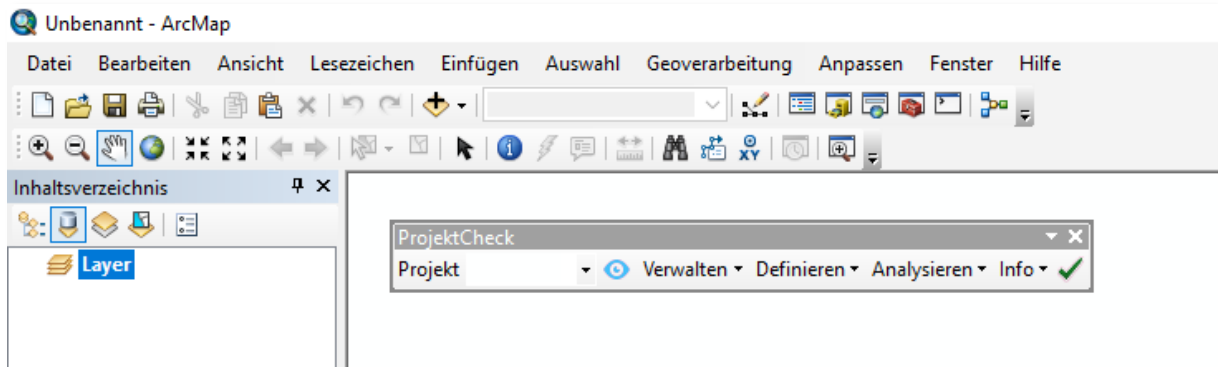 Unbenannt - ArcMap
Datei Bearbeiten Ansicht Lesezeichen Einfügen Auswahl Geoverarbeitung Anpassen Fenster Hilfe
XY
Inhaltsverzeichnis
Layer
ProjektCheck
Projekt Verwalten Definieren Analysieren Info